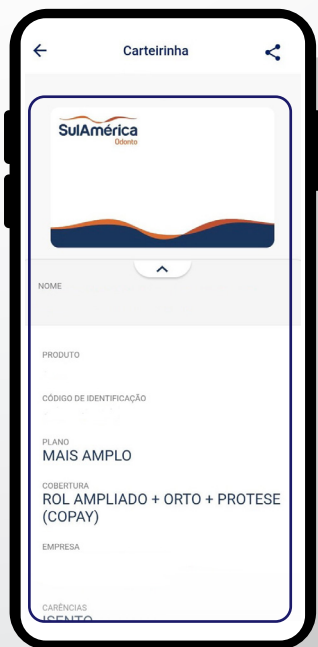 Carteirinha
SulAmérica
Odonto
NOME
PRODUTO
CÓDIGO DE IDENTIFICAÇÃO
PLANO
MAIS AMPLO
COBERTURA
ROL AMPLIADO + ORTO + PROTESE
(COPAY)
EMPRESA
CARÊNCIAS
ISENTO